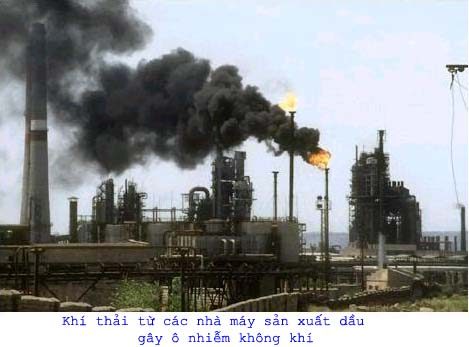 Khí thải từ các nhà máy sản xuất dầu
gây ô nhiễm không khí